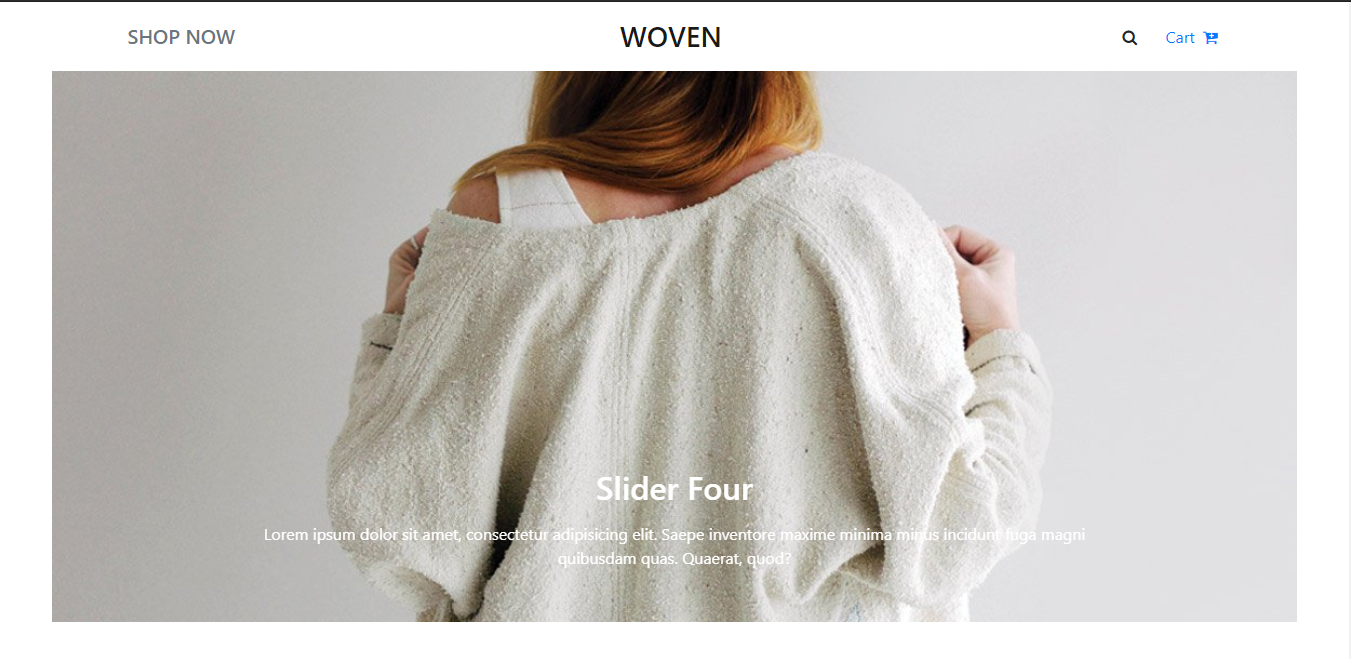 SHOP NOW
WOVEN
Cart
Slider Four
Lorem ipsum dolor sit amet, consectetur adipisicing elit. Saepe inventore maxime minima minus incidunt fuga magni
quibusdam quas. Quaerat, quod?